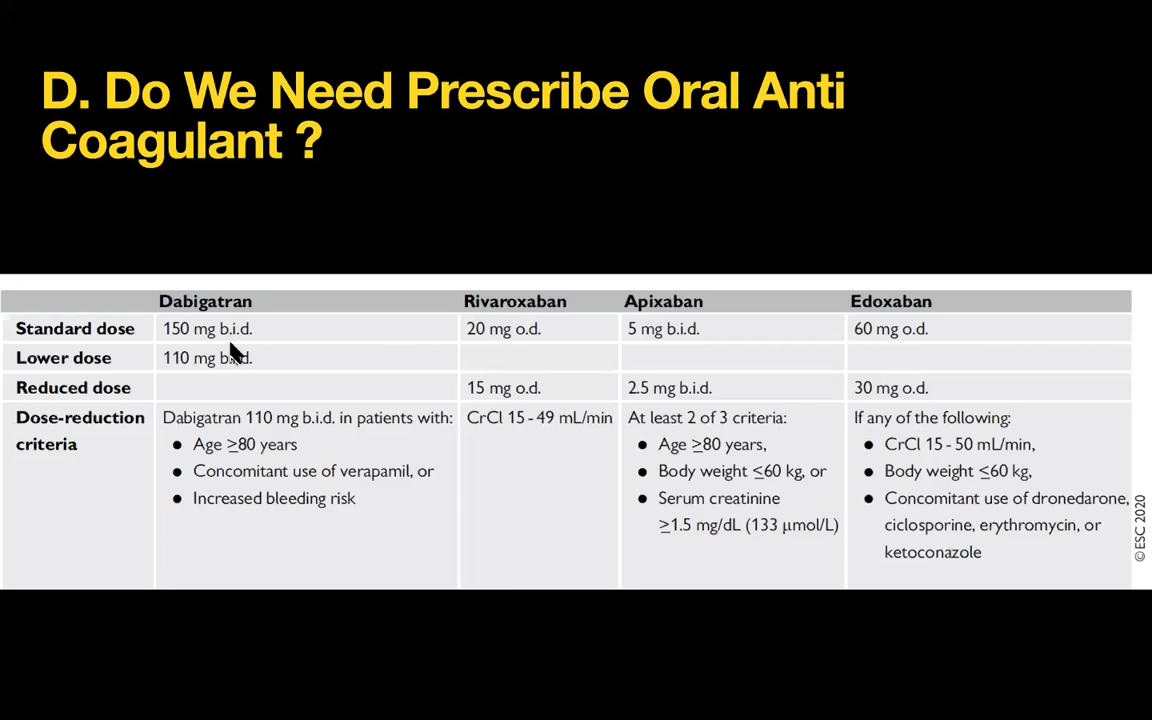 D. Do We Need Prescribe Oral Anti
Coagulant ?
Dabigatran Rivaroxaban Apixaban Edoxaban
Standard dose 150 mg b.i.d. 20 mg o.d. 5 mg b.i.d. 60 mg o.d.
Lower dose 110 mg b.i.d.
Reduced dose 15 mg o.d. 2.5 mg b.i.d. 30 mg o.d.
Dose-reduction Dabigatran 110 mg b.i.d. in patients with: CrCl 15 - 49 mL/min At least 2 of 3 criteria: If any of the following:
criteria ● Age ≥80 years ● Age ≥80 years, ● CrCl 15 - 50 mL/min,
● Concomitant use of verapamil, or ● Body weight ≤60 kg, or ● Body weight ≤60 kg,
● Increased bleeding risk ● Serum creatinine ● Concomitant use of dronedarone,
≥1.5 mg/dL (133 μmol/L) ciclosporine, erythromycin, or
ketoconazole
© ESC 2020